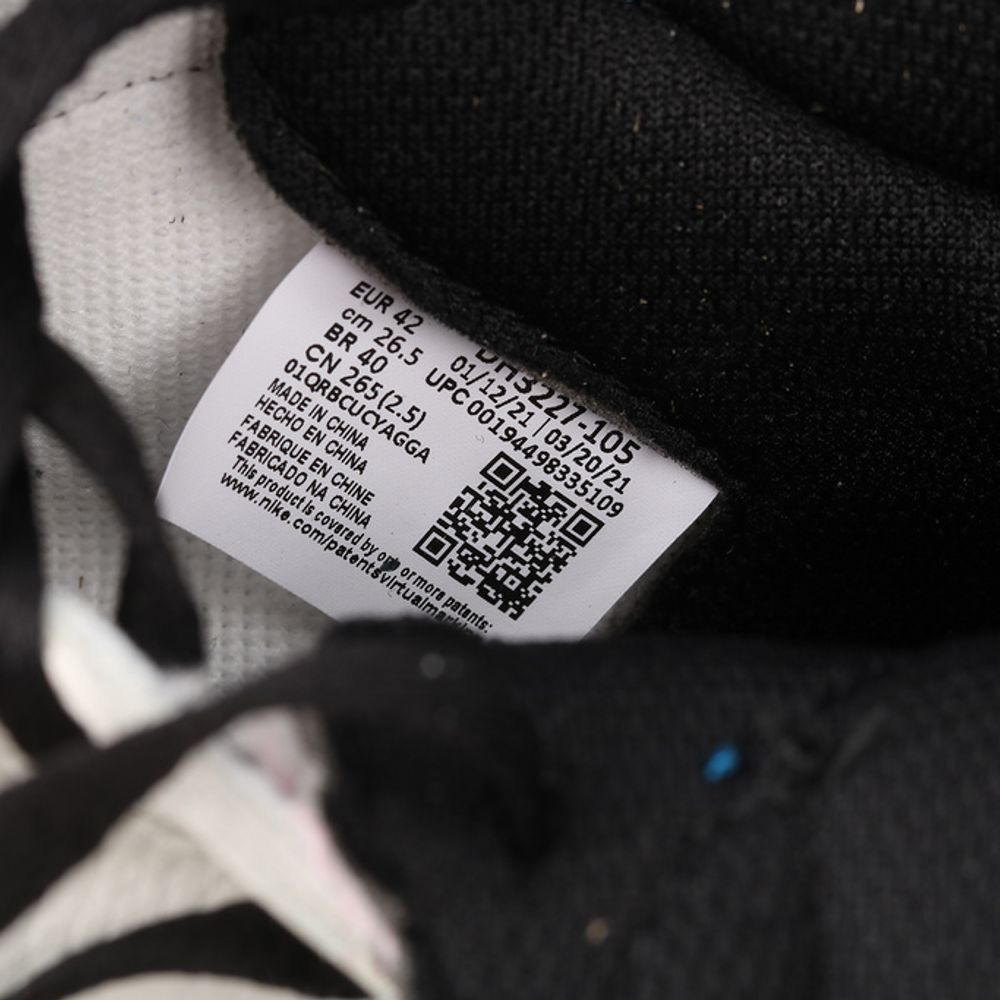 EUR 42
cm 26.5
BR 40
CN 265(2.5)
01QRBCUCYAGGA
MADE IN CHINA
HECHO EN CHINA
FABRIQUE EN CHINE
FABRICADO NA CHINA
This product is covered by one or more patents:
www.nike.com/patentsvirtualmarkin
DH3227-105
01/12/21|03/20/21
UPC 00194498335109